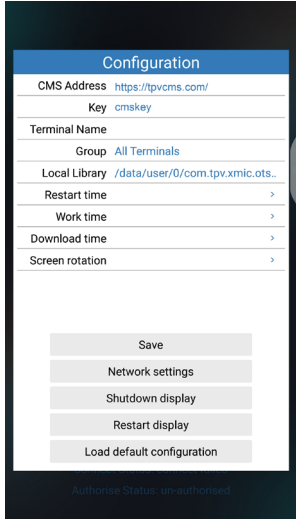 Configuration
CMS Address https://tpvcms.com/
Key cmskey
Terminal Name
Group All Terminals
Local Library /data/user/0/com.tpv.xmic.ots..
Restart time >
Work time >
Download time >
Screen rotation >
Save
Network settings
Shutdown display
Restart display
Load default configuration
Authorise Status: un-authorised